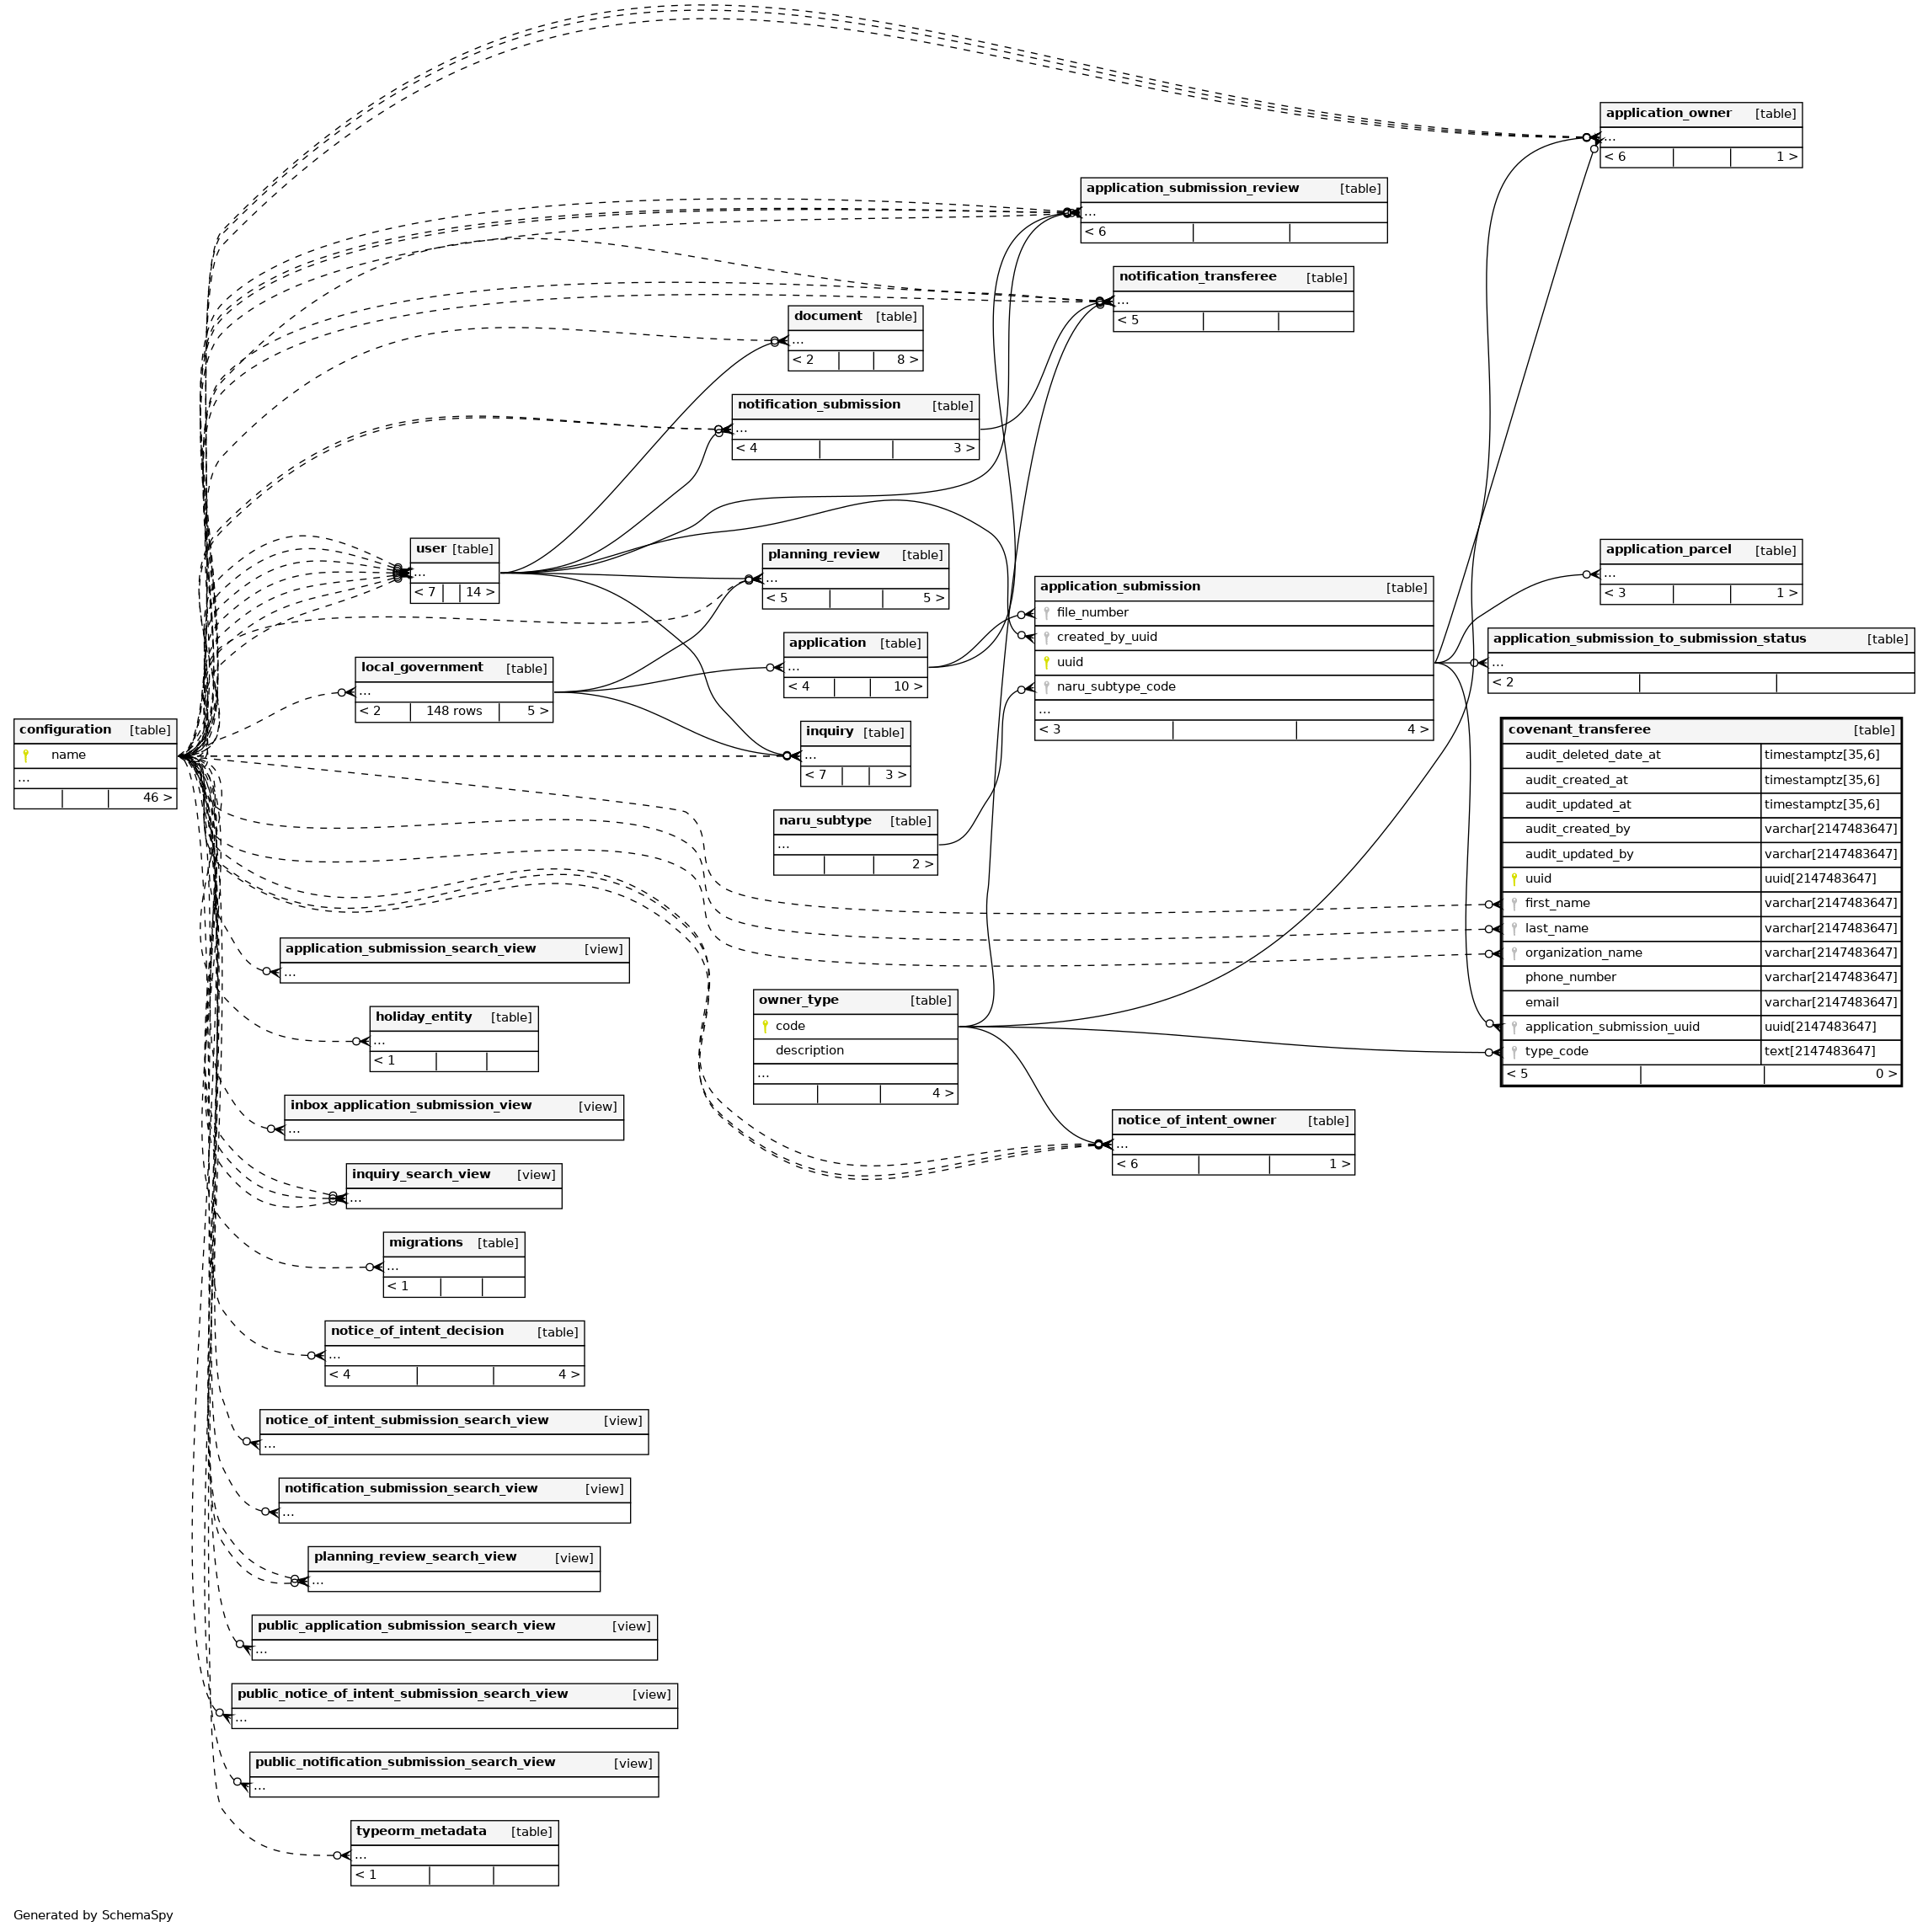 application_owner [table]
...
< 6 1 >
application_submission_review [table]
...
< 6
notification_transferee [table]
...
< 5
document [table]
...
< 2 8 >
notification_submission [table]
...
< 4 3 >
user [table]
...
< 7 14 >
planning_review [table]
...
< 5 5 >
application_parcel [table]
...
< 3 1 >
application_submission [table]
file_number
created_by_uuid
uuid
naru_subtype_code
...
< 3 4 >
application [table]
...
< 4 10 >
application_submission_to_submission_status [table]
...
< 2
local_government [table]
...
< 2 148 rows 5 >
configuration [table]
name
...
46 >
inquiry [table]
...
< 7 3 >
covenant_transferee [table]
audit_deleted_date_at timestamptz[35,6]
audit_created_at timestamptz[35,6]
audit_updated_at timestamptz[35,6]
audit_created_by varchar[2147483647]
audit_updated_by varchar[2147483647]
uuid uuid[2147483647]
first_name varchar[2147483647]
last_name varchar[2147483647]
organization_name varchar[2147483647]
phone_number varchar[2147483647]
email varchar[2147483647]
application_submission_uuid uuid[2147483647]
type_code text[2147483647]
< 5 0 >
naru_subtype [table]
...
2 >
application_submission_search_view [view]
...
owner_type [table]
code
description
...
4 >
holiday_entity [table]
...
< 1
inbox_application_submission_view [view]
...
notice_of_intent_owner [table]
...
< 6 1 >
inquiry_search_view [view]
...
migrations [table]
...
< 1
notice_of_intent_decision [table]
...
< 4 4 >
notice_of_intent_submission_search_view [view]
...
notification_submission_search_view [view]
...
planning_review_search_view [view]
...
public_application_submission_search_view [view]
...
public_notice_of_intent_submission_search_view [view]
...
public_notification_submission_search_view [view]
...
typeorm_metadata [table]
...
< 1
Generated by SchemaSpy